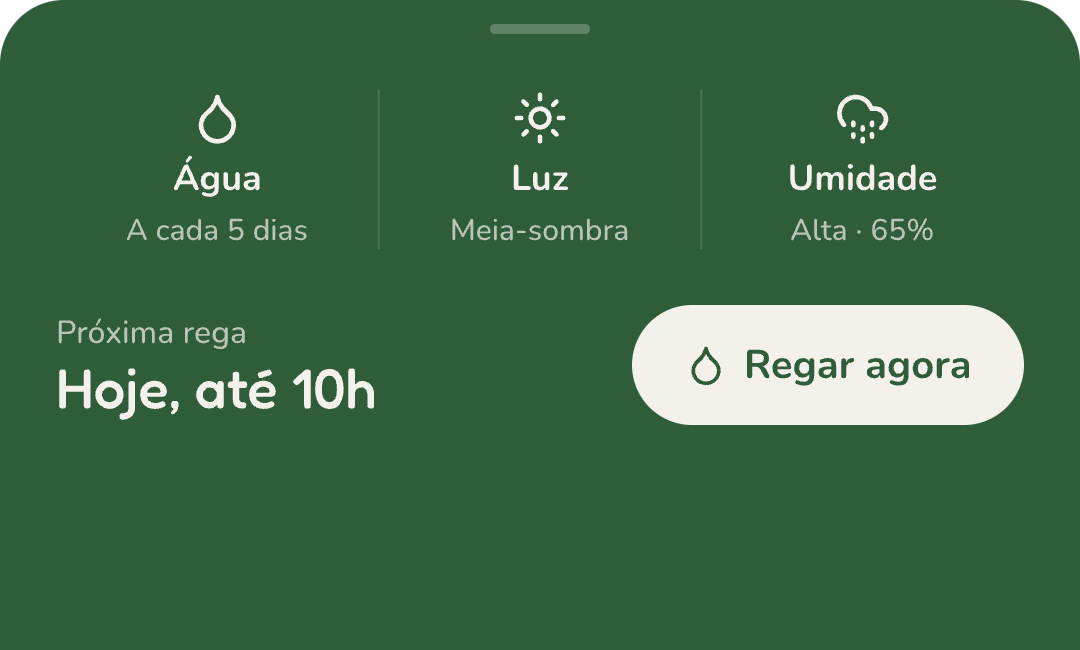 Água
A cada 5 dias
Luz
Meia-sombra
Umidade
Alta · 65%
Próxima rega
Hoje, até 10h
Regar agora